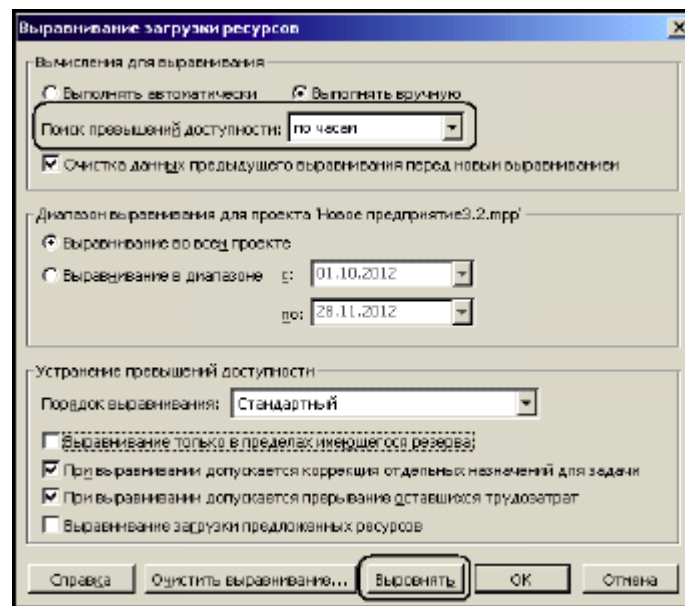 Выравнивание загрузки ресурсов
Вычисления для выравнивания
Выполнять автоматически Выполнять вручную
Поиск превышений доступности: по часам
Очистка данных предыдущего выравнивания перед новым выравниванием
Диапазон выравнивания для проекта 'Новое предприятие3.2.mpp'
Выравнивание во всем проекте
Выравнивание в диапазоне с: 01.10.2012
по: 28.11.2012
Устранение превышений доступности
Порядок выравнивания: Стандартный
Выравнивание только в пределах имеющегося резерва;
При выравнивании допускается коррекция отдельных назначений для задачи
При выравнивании допускается прерывание оставшихся трудозатрат
Выравнивание загрузки предложенных ресурсов
Справка Очистить выравнивание... Выровнять ОК Отмена